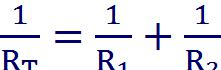 1/R_T = 1/R_1 + 1/R_2